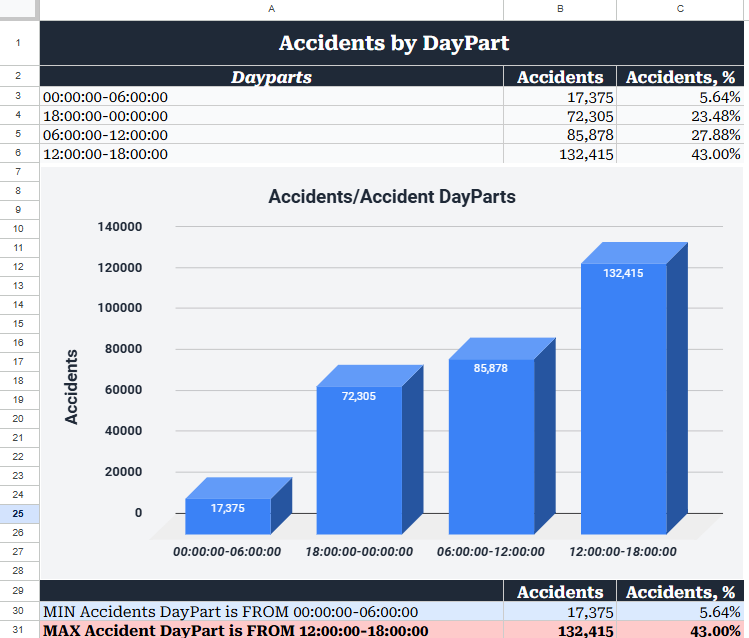 A B C
1 Accidents by DayPart
2 Dayparts Accidents Accidents, %
3 00:00:00-06:00:00 17,375 5.64%
4 18:00:00-00:00:00 72,305 23.48%
5 06:00:00-12:00:00 85,878 27.88%
6 12:00:00-18:00:00 132,415 43.00%
7
8
9
10
11
12
13
14
15
16
17
18
19
20
21
22
23
24
25
26
27
28
Accidents/Accident DayParts
Accidents
140000
120000
100000
80000
60000
40000
20000
0
17,375
72,305
85,878
132,415
00:00:00-06:00:00 18:00:00-00:00:00 06:00:00-12:00:00 12:00:00-18:00:00
29 Accidents Accidents, %
30 MIN Accidents DayPart is FROM 00:00:00-06:00:00 17,375 5.64%
31 MAX Accident DayPart is FROM 12:00:00-18:00:00 132,415 43.00%